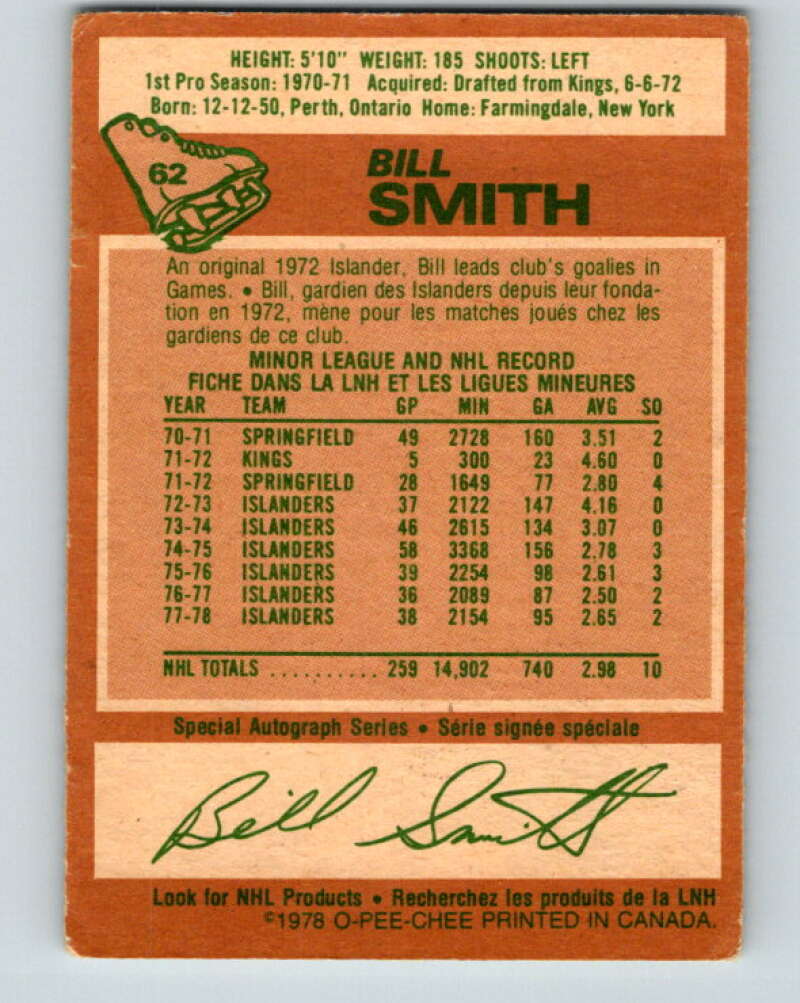 HEIGHT: 5'10" WEIGHT: 185 SHOOTS: LEFT
1st Pro Season: 1970-71 Acquired: Drafted from Kings, 6-6-72
Born: 12-12-50, Perth, Ontario Home: Farmingdale, New York
62
BILL
SMITH
An original 1972 Islander, Bill leads club's goalies in
Games. • Bill, gardien des Islanders depuis leur fonda-
tion en 1972, mène pour les matches joués chez les
gardiens de ce club.
MINOR LEAGUE AND NHL RECORD
FICHE DANS LA LNH ET LES LIGUES MINEURES
YEAR TEAM GP MIN GA AVG SO
70-71 SPRINGFIELD 49 2728 160 3.51 2
71-72 KINGS 5 300 23 4.60 0
71-72 SPRINGFIELD 28 1649 77 2.80 4
72-73 ISLANDERS 37 2122 147 4.16 0
73-74 ISLANDERS 46 2615 134 3.07 0
74-75 ISLANDERS 58 3368 156 2.78 3
75-76 ISLANDERS 39 2254 98 2.61 3
76-77 ISLANDERS 36 2089 87 2.50 2
77-78 ISLANDERS 38 2154 95 2.65 2
NHL TOTALS .......... 259 14,902 740 2.98 10
Special Autograph Series • Série signée spéciale
Bill Smith
Look for NHL Products • Recherchez les produits de la LNH
©1978 O-PEE-CHEE PRINTED IN CANADA.